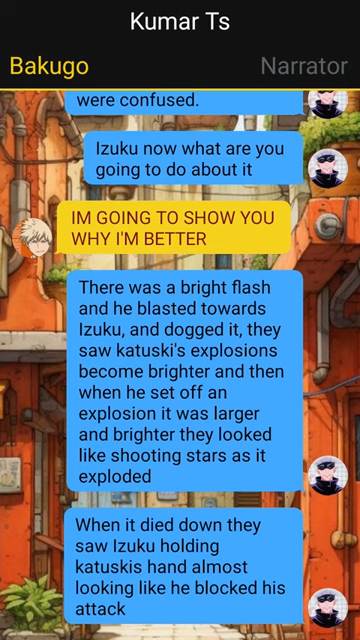 Kumar Ts
Bakugo
Narrator
were confused.
Izuku now what are you
going to do about it
IM GOING TO SHOW YOU
WHY I'M BETTER
There was a bright flash
and he blasted towards
Izuku, and dogged it, they
saw katuski's explosions
become brighter and then
when he set off an
explosion it was larger
and brighter they looked
like shooting stars as it
exploded
When it died down they
saw Izuku holding
katuskis hand almost
looking like he blocked his
attack